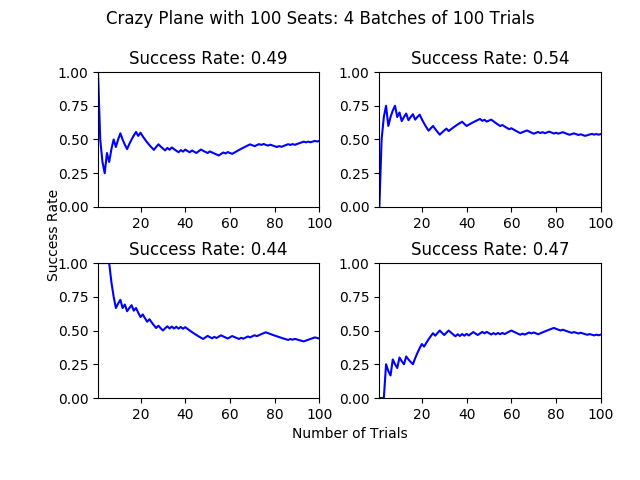 Crazy Plane with 100 Seats: 4 Batches of 100 Trials
Success Rate: 0.49
1.00
0.75
0.50
0.25
0.00
20 40 60 80 100
Success Rate: 0.54
1.00
0.75
0.50
0.25
0.00
20 40 60 80 100
Success Rate
Success Rate: 0.44
1.00
0.75
0.50
0.25
0.00
20 40 60 80 100
Success Rate: 0.47
1.00
0.75
0.50
0.25
0.00
20 40 60 80 100
Number of Trials